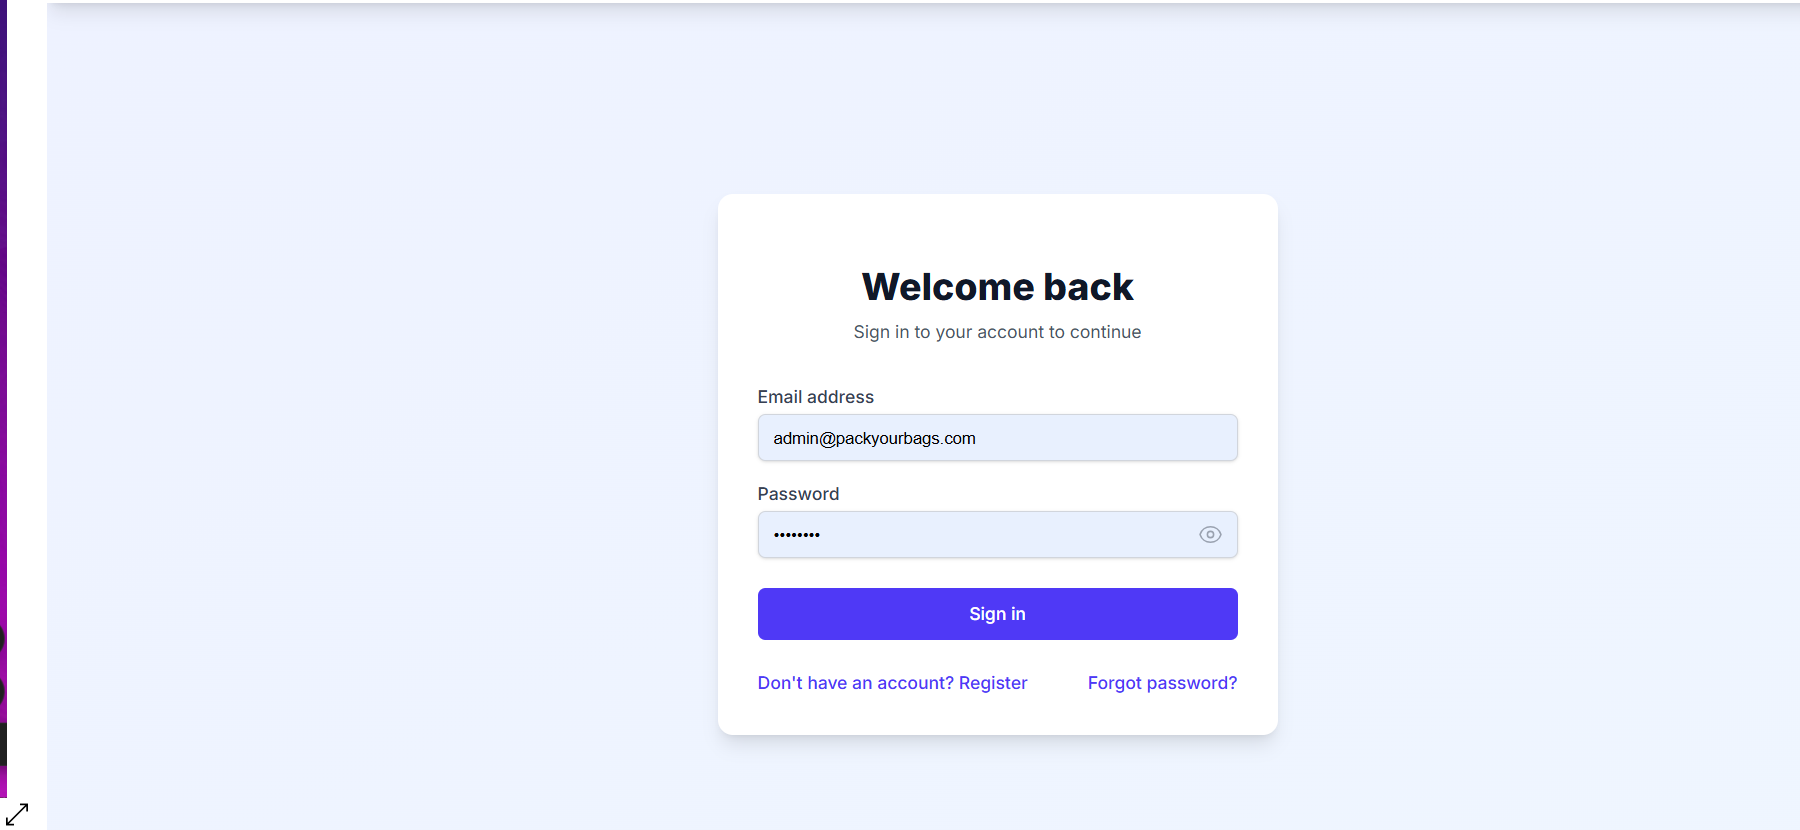 Welcome back
Sign in to your account to continue
Email address
admin@packyourbags.com
Password
••••••••
Sign in
Don't have an account? Register
Forgot password?